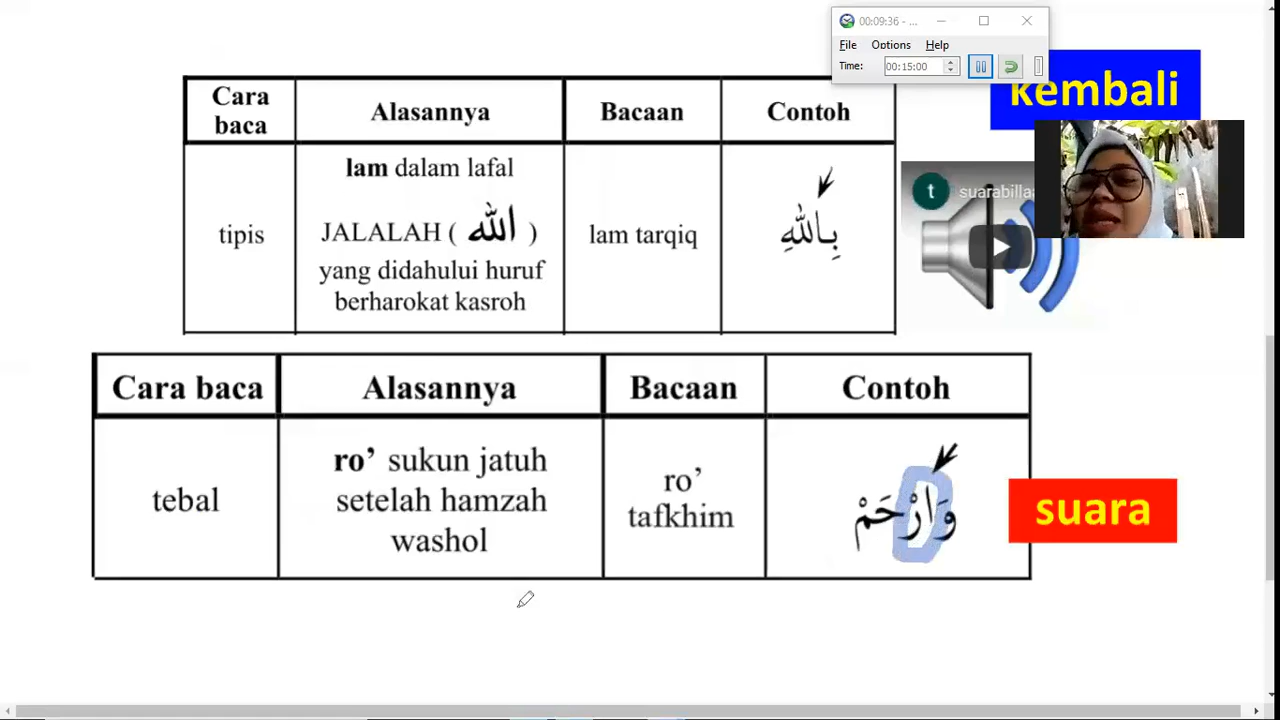 00:09:36 - ...
File Options Help
Time: 00:15:00
kembali
Cara baca
Alasannya
Bacaan
Contoh
tipis
lam dalam lafal
JALALAH ( الله )
yang didahului huruf
berharokat kasroh
lam tarqiq
بِاللهِ
t suarabillaa
Cara baca
Alasannya
Bacaan
Contoh
tebal
ro’ sukun jatuh
setelah hamzah
washol
ro’
tafkhim
وَارْحَمْ
suara